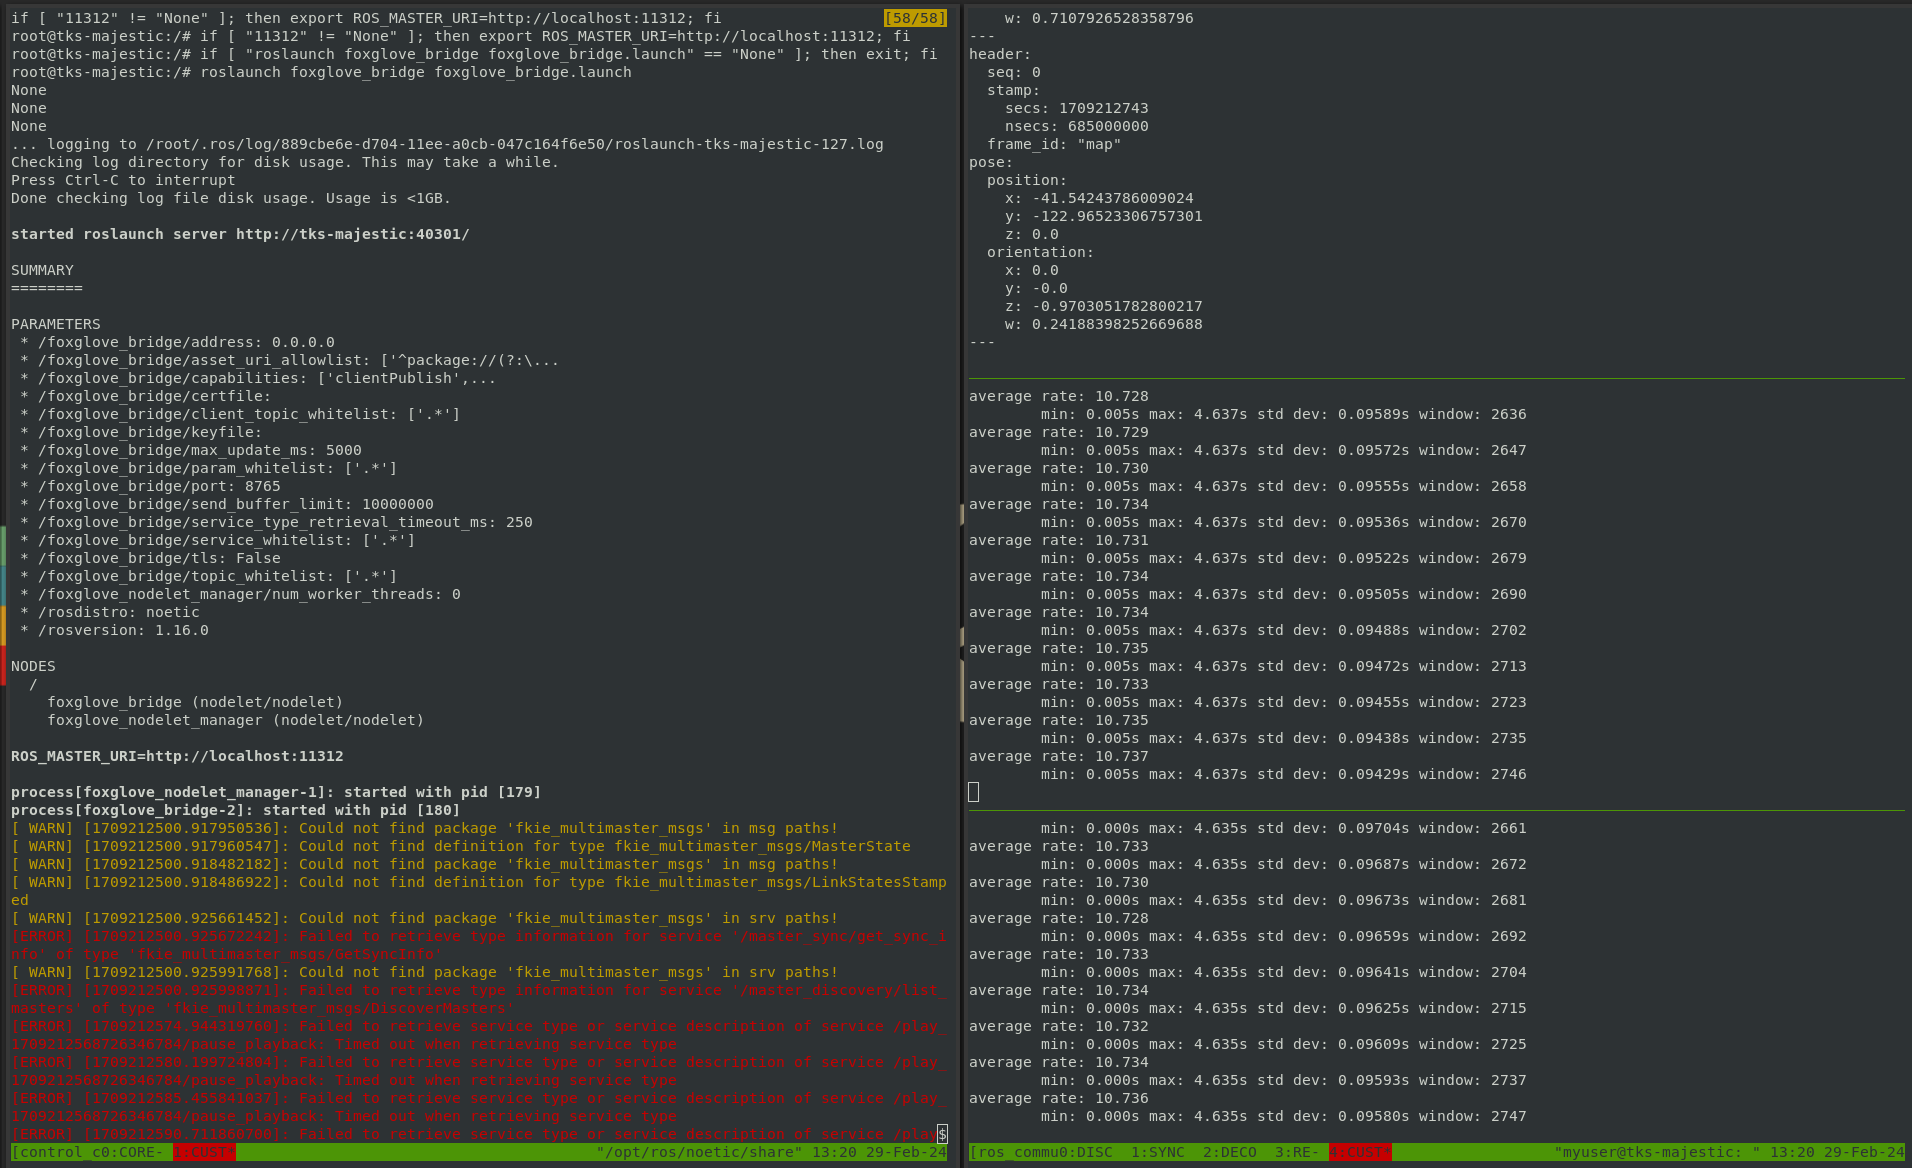 if [ "11312" != "None" ]; then export ROS_MASTER_URI=http://localhost:11312; fi [58/58]
root@tks-majestic:/# if [ "11312" != "None" ]; then export ROS_MASTER_URI=http://localhost:11312; fi
root@tks-majestic:/# if [ "roslaunch foxglove_bridge foxglove_bridge.launch" == "None" ]; then exit; fi
root@tks-majestic:/# roslaunch foxglove_bridge foxglove_bridge.launch
None
None
None
... logging to /root/.ros/log/889cbe6e-d704-11ee-a0cb-047c164f6e50/roslaunch-tks-majestic-127.log
Checking log directory for disk usage. This may take a while.
Press Ctrl-C to interrupt
Done checking log file disk usage. Usage is <1GB.
started roslaunch server http://tks-majestic:40301/
SUMMARY
========
PARAMETERS
 * /foxglove_bridge/address: 0.0.0.0
 * /foxglove_bridge/asset_uri_allowlist: ['^package://(?:\...
 * /foxglove_bridge/capabilities: ['clientPublish',...
 * /foxglove_bridge/certfile:
 * /foxglove_bridge/client_topic_whitelist: ['.*']
 * /foxglove_bridge/keyfile:
 * /foxglove_bridge/max_update_ms: 5000
 * /foxglove_bridge/param_whitelist: ['.*']
 * /foxglove_bridge/port: 8765
 * /foxglove_bridge/send_buffer_limit: 10000000
 * /foxglove_bridge/service_type_retrieval_timeout_ms: 250
 * /foxglove_bridge/service_whitelist: ['.*']
 * /foxglove_bridge/tls: False
 * /foxglove_bridge/topic_whitelist: ['.*']
 * /foxglove_nodelet_manager/num_worker_threads: 0
 * /rosdistro: noetic
 * /rosversion: 1.16.0
NODES
  /
    foxglove_bridge (nodelet/nodelet)
    foxglove_nodelet_manager (nodelet/nodelet)
ROS_MASTER_URI=http://localhost:11312
process[foxglove_nodelet_manager-1]: started with pid [179]
process[foxglove_bridge-2]: started with pid [180]
[ WARN] [1709212500.917950536]: Could not find package 'fkie_multimaster_msgs' in msg paths!
[ WARN] [1709212500.917960547]: Could not find definition for type fkie_multimaster_msgs/MasterState
[ WARN] [1709212500.918482182]: Could not find package 'fkie_multimaster_msgs' in msg paths!
[ WARN] [1709212500.918486922]: Could not find definition for type fkie_multimaster_msgs/LinkStatesStamp
ed
[ WARN] [1709212500.925661452]: Could not find package 'fkie_multimaster_msgs' in srv paths!
[ERROR] [1709212500.925672242]: Failed to retrieve type information for service '/master_sync/get_sync_i
nfo' of type 'fkie_multimaster_msgs/GetSyncInfo'
[ WARN] [1709212500.925991768]: Could not find package 'fkie_multimaster_msgs' in srv paths!
[ERROR] [1709212500.925998871]: Failed to retrieve type information for service '/master_discovery/list_
masters' of type 'fkie_multimaster_msgs/DiscoverMasters'
[ERROR] [1709212574.944319760]: Failed to retrieve service type or service description of service /play_
1709212568726346784/pause_playback: Timed out when retrieving service type
[ERROR] [1709212580.199724804]: Failed to retrieve service type or service description of service /play_
1709212568726346784/pause_playback: Timed out when retrieving service type
[ERROR] [1709212585.455841037]: Failed to retrieve service type or service description of service /play_
1709212568726346784/pause_playback: Timed out when retrieving service type
[ERROR] [1709212590.711860780]: Failed to retrieve service type or service description of service /play$
[control_c0:CORE- 1:CUST* "/opt/ros/noetic/share" 13:20 29-Feb-24
    w: 0.7107926528358796
---
header:
  seq: 0
  stamp:
    secs: 1709212743
    nsecs: 685000000
  frame_id: "map"
pose:
  position:
    x: -41.54243786009024
    y: -122.96523306757301
    z: 0.0
  orientation:
    x: 0.0
    y: -0.0
    z: -0.9703051782800217
    w: 0.24188398252669688
---
average rate: 10.728
        min: 0.005s max: 4.637s std dev: 0.09589s window: 2636
average rate: 10.729
        min: 0.005s max: 4.637s std dev: 0.09572s window: 2647
average rate: 10.730
        min: 0.005s max: 4.637s std dev: 0.09555s window: 2658
average rate: 10.734
        min: 0.005s max: 4.637s std dev: 0.09536s window: 2670
average rate: 10.731
        min: 0.005s max: 4.637s std dev: 0.09522s window: 2679
average rate: 10.734
        min: 0.005s max: 4.637s std dev: 0.09505s window: 2690
average rate: 10.734
        min: 0.005s max: 4.637s std dev: 0.09488s window: 2702
average rate: 10.735
        min: 0.005s max: 4.637s std dev: 0.09472s window: 2713
average rate: 10.733
        min: 0.005s max: 4.637s std dev: 0.09455s window: 2723
average rate: 10.735
        min: 0.005s max: 4.637s std dev: 0.09438s window: 2735
average rate: 10.737
        min: 0.005s max: 4.637s std dev: 0.09429s window: 2746
        min: 0.000s max: 4.635s std dev: 0.09704s window: 2661
average rate: 10.733
        min: 0.000s max: 4.635s std dev: 0.09687s window: 2672
average rate: 10.730
        min: 0.000s max: 4.635s std dev: 0.09673s window: 2681
average rate: 10.728
        min: 0.000s max: 4.635s std dev: 0.09659s window: 2692
average rate: 10.733
        min: 0.000s max: 4.635s std dev: 0.09641s window: 2704
average rate: 10.734
        min: 0.000s max: 4.635s std dev: 0.09625s window: 2715
average rate: 10.732
        min: 0.000s max: 4.635s std dev: 0.09609s window: 2725
average rate: 10.734
        min: 0.000s max: 4.635s std dev: 0.09593s window: 2737
average rate: 10.736
        min: 0.000s max: 4.635s std dev: 0.09580s window: 2747
[ros_commu0:DISC  1:SYNC  2:DECO  3:RE- 4:CUST* "myuser@tks-majestic: " 13:20 29-Feb-24